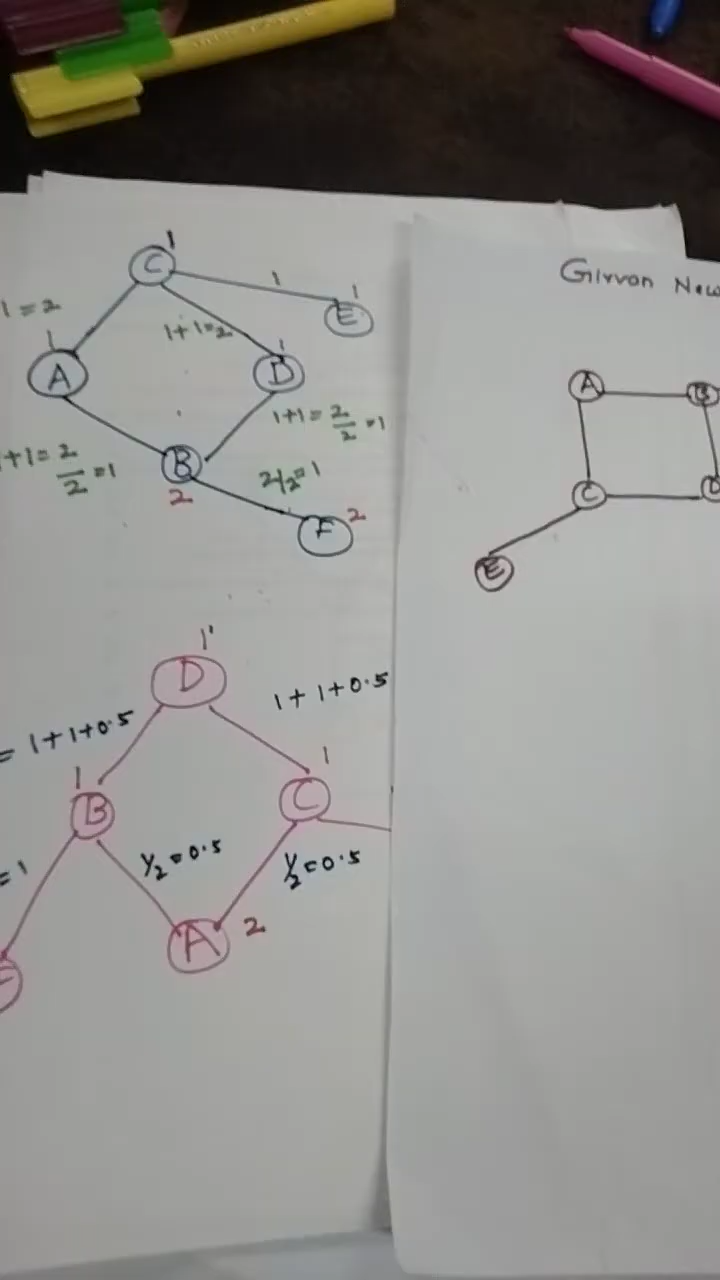 1
C
1
1
E
1 = 2
1
1+1=2
1
A
D
1+1= 2/2 =1
+1= 2/2 =1
B
2
2/2=1
F
2
1
D
1+1+0.5
= 1+1+0.5
1
B
1
C
1/2=0.5
1/2=0.5
=1
A
2
Girvan New
A
B
C
D
E